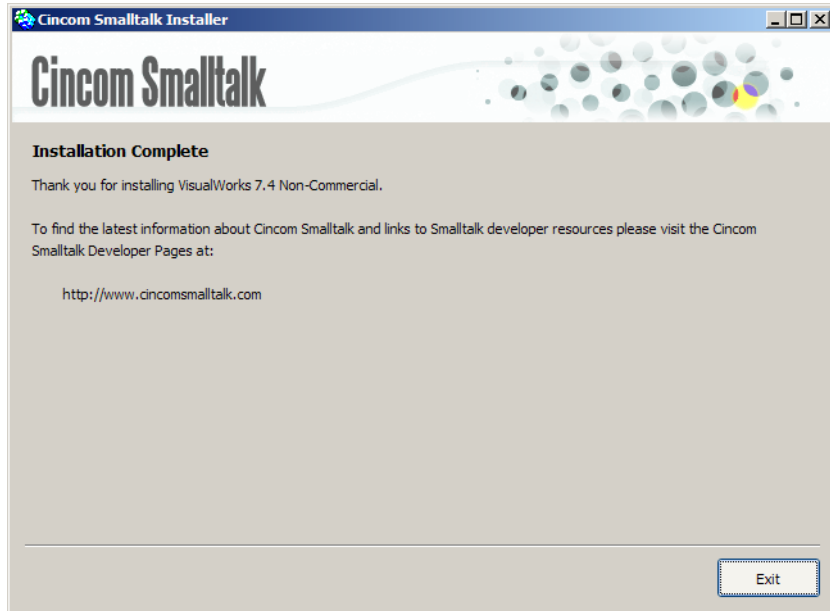 Cincom Smalltalk Installer
Cincom Smalltalk
Installation Complete
Thank you for installing VisualWorks 7.4 Non-Commercial.
To find the latest information about Cincom Smalltalk and links to Smalltalk developer resources please visit the Cincom
Smalltalk Developer Pages at:
http://www.cincomsmalltalk.com
Exit